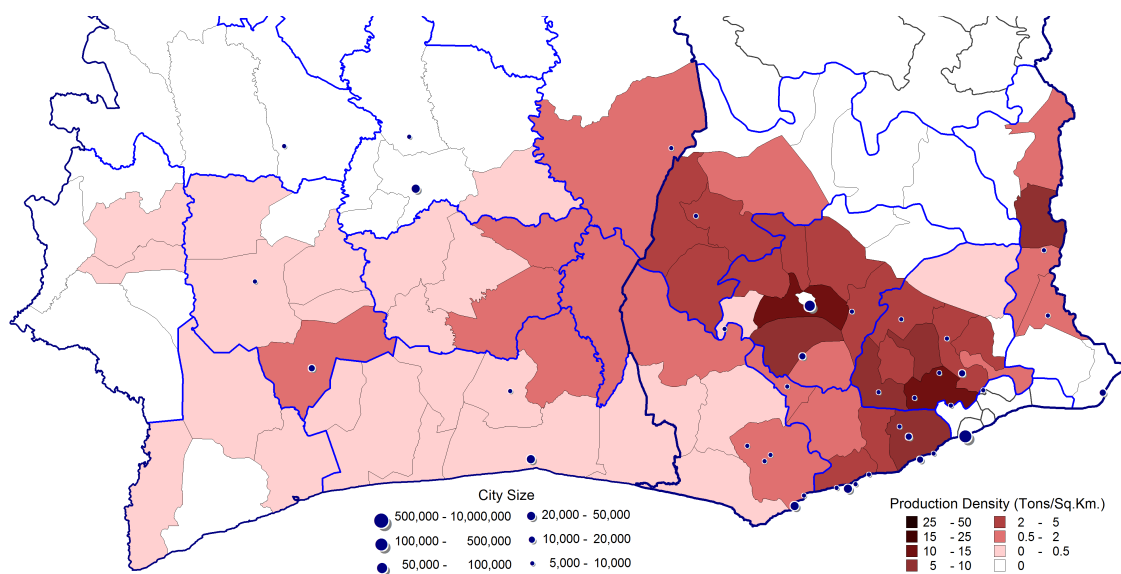 City Size
500,000 - 10,000,000
100,000 - 500,000
50,000 - 100,000
20,000 - 50,000
10,000 - 20,000
5,000 - 10,000
Production Density (Tons/Sq.Km.)
25 - 50
15 - 25
10 - 15
5 - 10
2 - 5
0.5 - 2
0 - 0.5
0